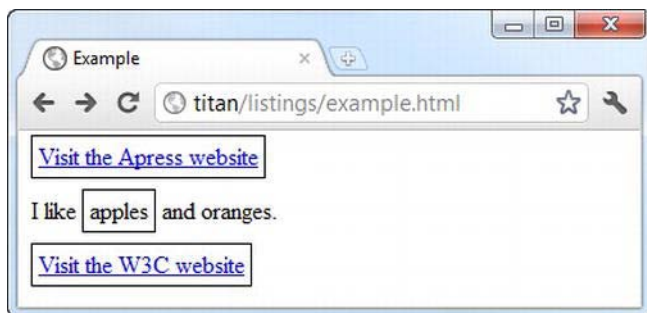 Example
titan/listings/example.html
Visit the Apress website
I like apples and oranges.
Visit the W3C website